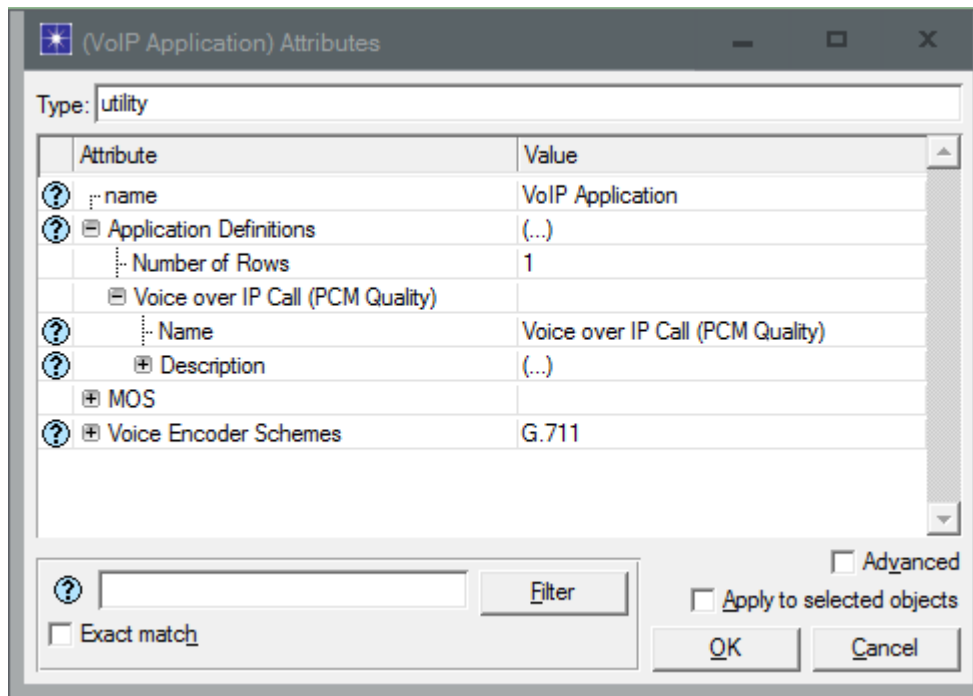 (VoIP Application) Attributes
Type: utility
Attribute Value
name VoIP Application
Application Definitions (...)
Number of Rows 1
Voice over IP Call (PCM Quality)
Name Voice over IP Call (PCM Quality)
Description (...)
MOS
Voice Encoder Schemes G.711
Advanced
Filter
Apply to selected objects
Exact match
OK Cancel